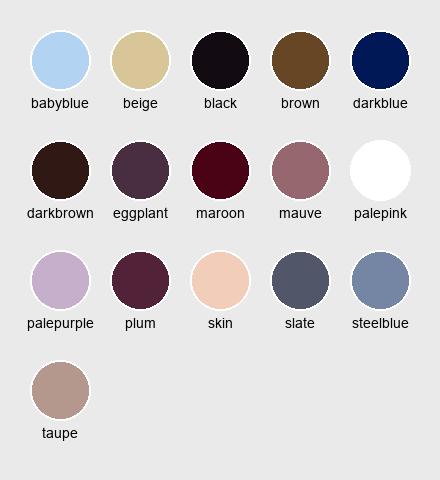 babyblue beige black brown darkblue
darkbrown eggplant maroon mauve palepink
palepurple plum skin slate steelblue
taupe